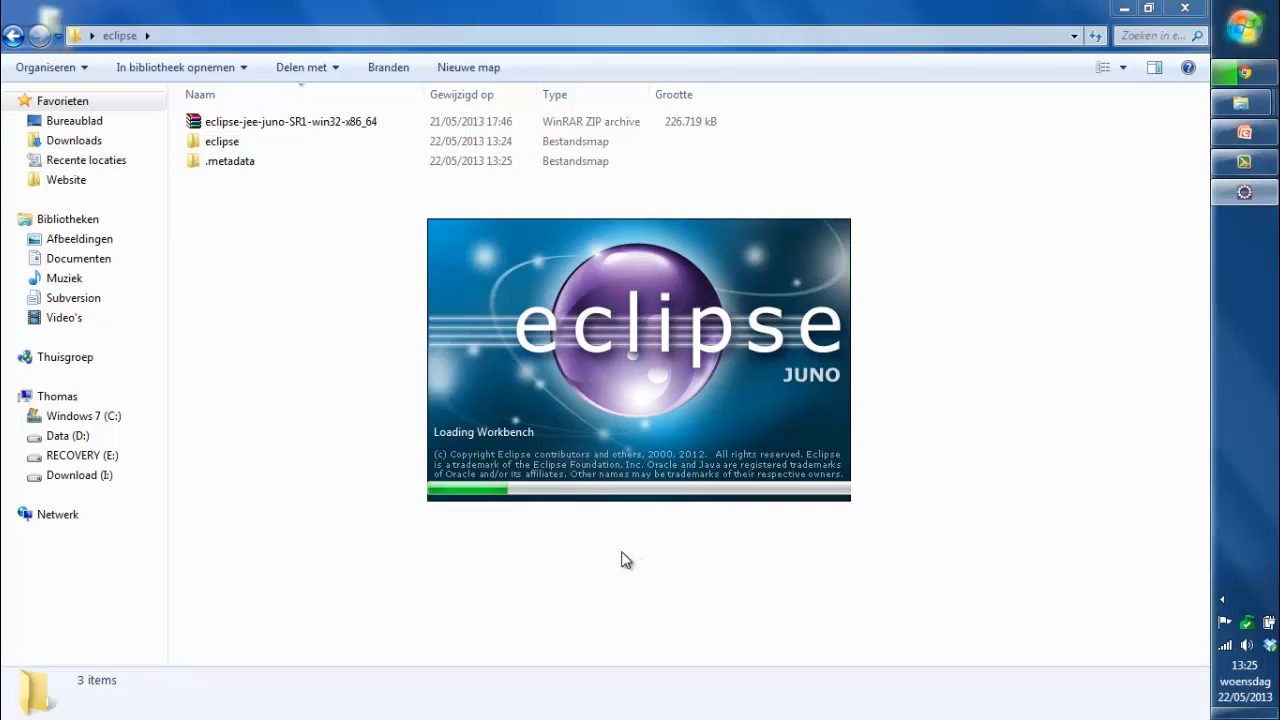 eclipse
Zoeken in e...
Organiseren
In bibliotheek opnemen
Delen met
Branden
Nieuwe map
Naam
Gewijzigd op
Type
Grootte
eclipse-jee-juno-SR1-win32-x86_64
21/05/2013 17:46
WinRAR ZIP archive
226.719 kB
eclipse
22/05/2013 13:24
Bestandsmap
.metadata
22/05/2013 13:25
Bestandsmap
Favorieten
Bureaublad
Downloads
Recente locaties
Website
Bibliotheken
Afbeeldingen
Documenten
Muziek
Subversion
Video's
Thuisgroep
Thomas
Windows 7 (C:)
Data (D:)
RECOVERY (E:)
Download (I:)
Netwerk
eclipse
JUNO
Loading Workbench
(c) Copyright Eclipse contributors and others, 2000, 2012. All rights reserved. Eclipse
is a trademark of the Eclipse Foundation, Inc. Oracle and Java are registered trademarks
of Oracle and/or its affiliates. Other names may be trademarks of their respective owners.
3 items
13:25
woensdag
22/05/2013